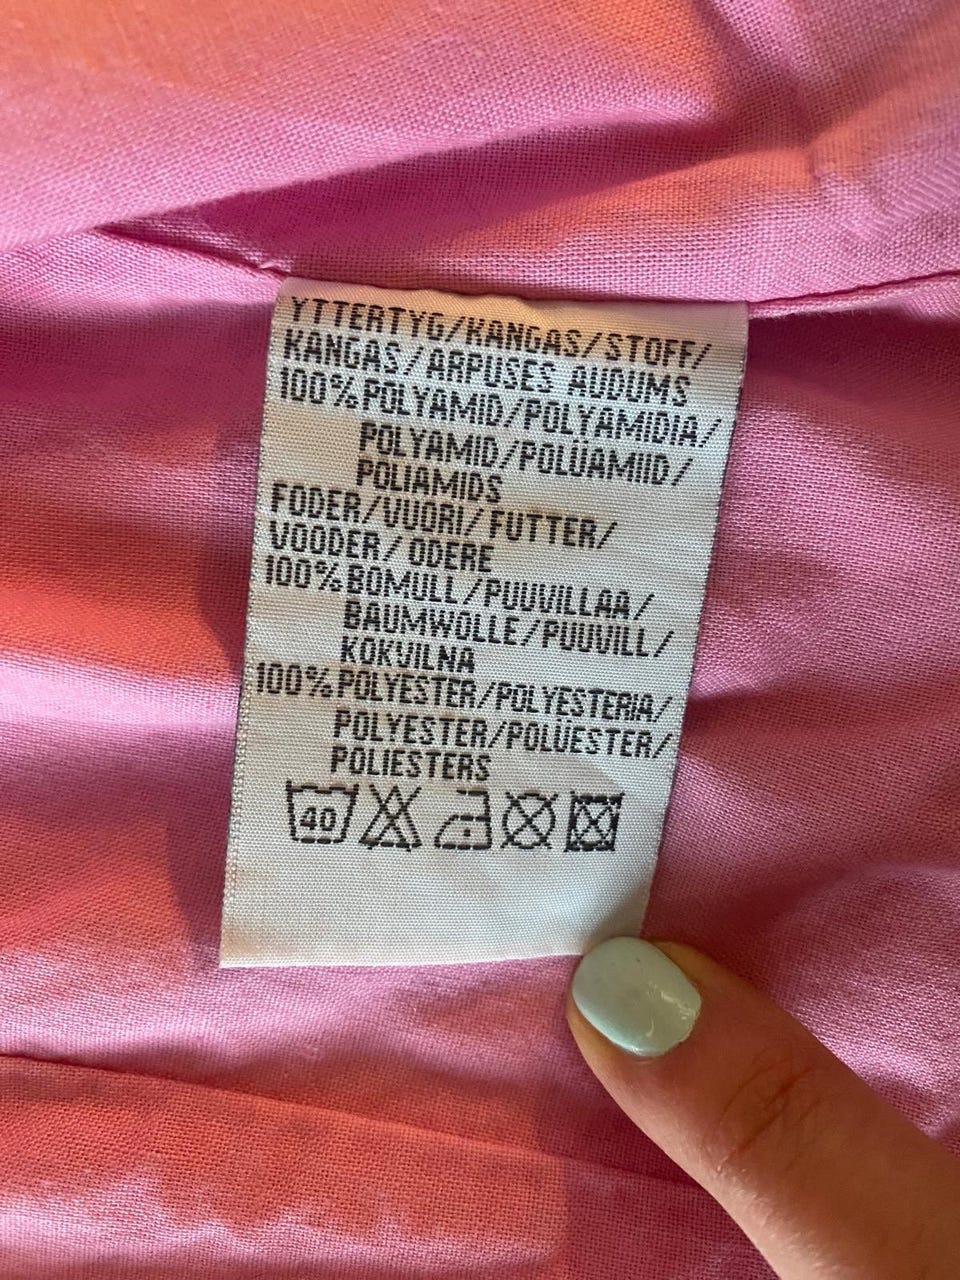 YTTERTYG/KANGAS/STOFF/
KANGAS/ARPUSES AUDUMS
100% POLYAMID/POLYAMIDIA/
POLYAMID/POLÜAMIID/
POLIAMIDS
FODER/VUORI/FUTTER/
VOODER/ODERE
100% BOMULL/PUUVILLAA/
BAUMWOLLE/PUUVILL/
KOKVILNA
100% POLYESTER/POLYESTERIA/
POLYESTER/POLÜESTER/
POLIESTERS
40